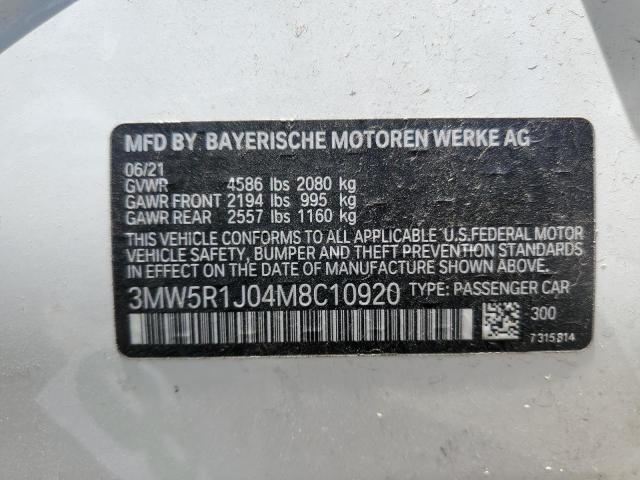 MFD BY BAYERISCHE MOTOREN WERKE AG
06/21
GVWR 4586 lbs 2080 kg
GAWR FRONT 2194 lbs 995 kg
GAWR REAR 2557 lbs 1160 kg
THIS VEHICLE CONFORMS TO ALL APPLICABLE U.S.FEDERAL MOTOR
VEHICLE SAFETY, BUMPER AND THEFT PREVENTION STANDARDS
IN EFFECT ON THE DATE OF MANUFACTURE SHOWN ABOVE.
3MW5R1J04M8C10920 TYPE: PASSENGER CAR
300
7315814